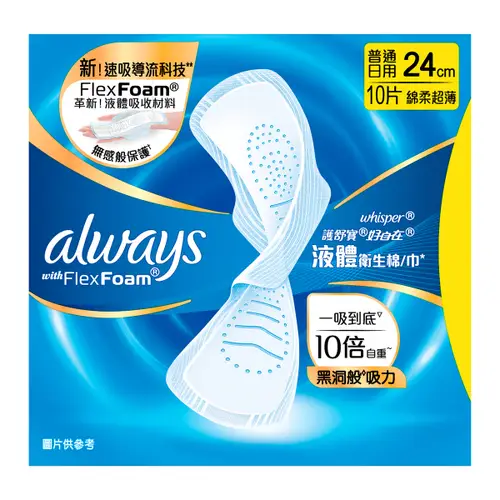 新!速吸導流科技**
FlexFoam®
革新!液體吸收材料
無感般保護†
普通
日用 24cm
10片 綿柔超薄
always
with FlexFoam®
whisper®
護舒寶®好自在®
液體衛生棉/巾*
一吸到底▽
10倍自重~
黑洞般◊吸力
圖片供參考